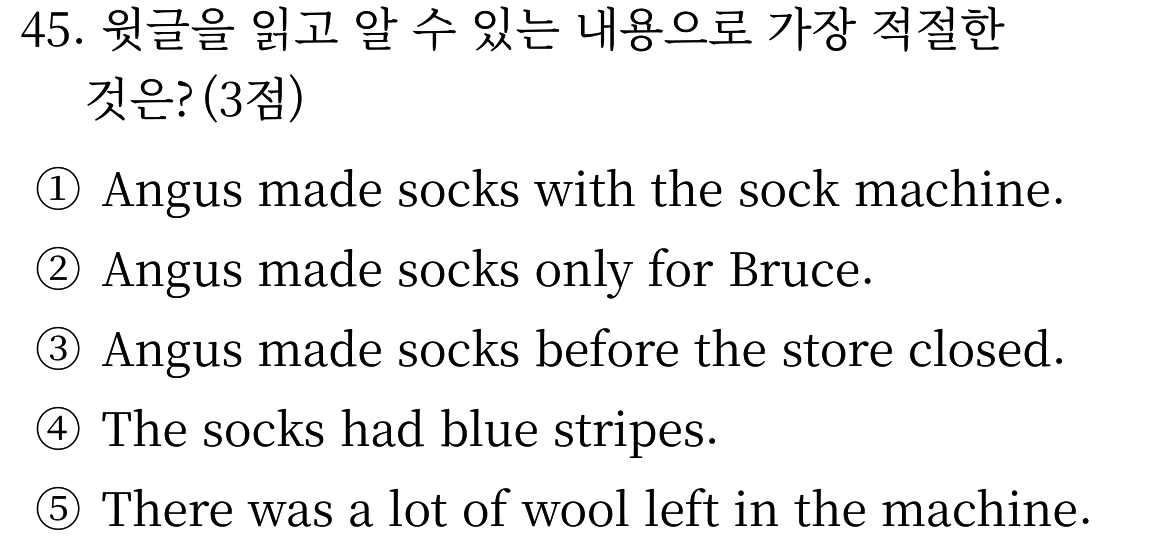 45. 윗글을 읽고 알 수 있는 내용으로 가장 적절한
것은?(3점)
① Angus made socks with the sock machine.
② Angus made socks only for Bruce.
③ Angus made socks before the store closed.
④ The socks had blue stripes.
⑤ There was a lot of wool left in the machine.